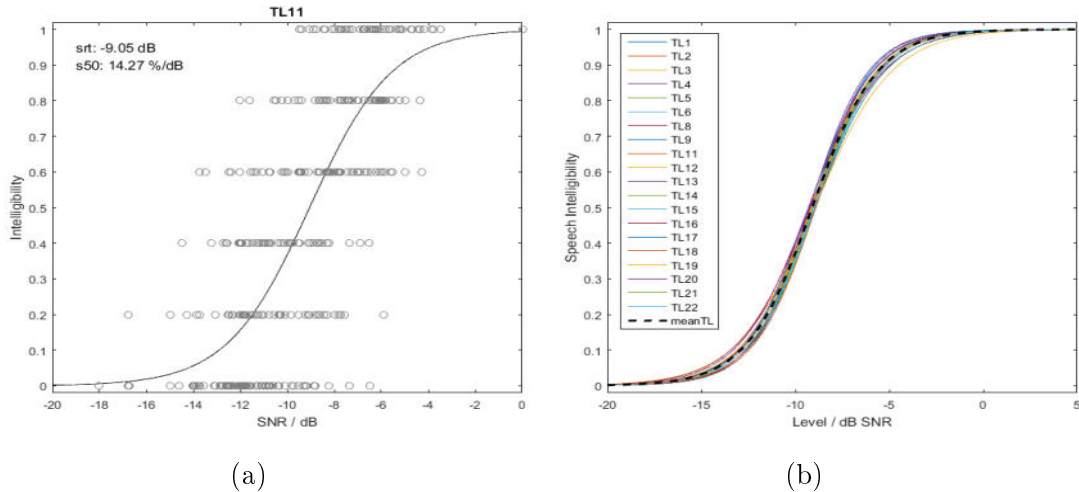 TL11
srt: -9.05 dB
s50: 14.27 %/dB
Intelligibility
1
0.9
0.8
0.7
0.6
0.5
0.4
0.3
0.2
0.1
0
-20 -18 -16 -14 -12 -10 -8 -6 -4 -2 0
SNR / dB
(a)
Speech Intelligibility
1
0.9
0.8
0.7
0.6
0.5
0.4
0.3
0.2
0.1
0
TL1
TL2
TL3
TL4
TL5
TL6
TL8
TL9
TL11
TL12
TL13
TL14
TL15
TL16
TL17
TL18
TL19
TL20
TL21
TL22
meanTL
-20 -15 -10 -5 0 5
Level / dB SNR
(b)